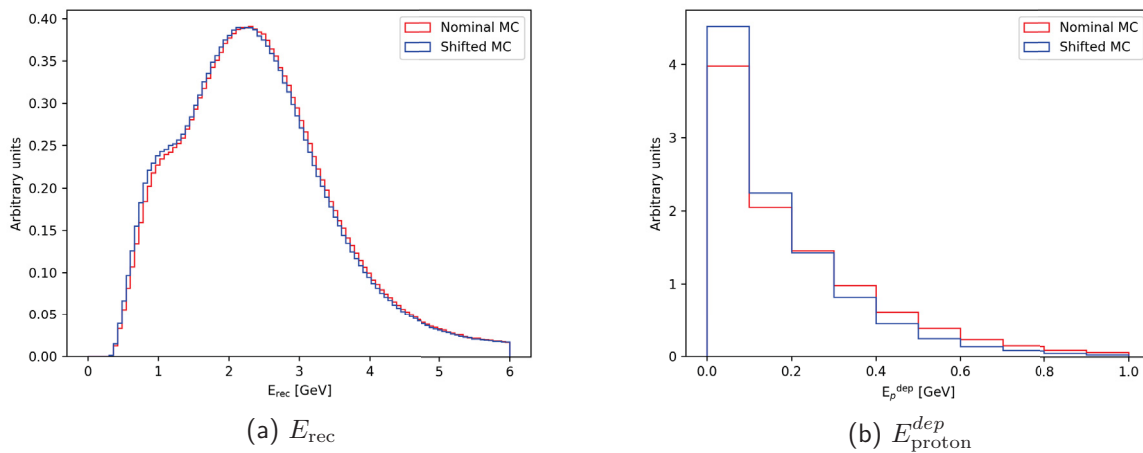 Nominal MC
Shifted MC
Arbitrary units
0.40
0.35
0.30
0.25
0.20
0.15
0.10
0.05
0.00
0 1 2 3 4 5 6
E_rec [GeV]
(a) E_rec
Nominal MC
Shifted MC
Arbitrary units
4
3
2
1
0
0.0 0.2 0.4 0.6 0.8 1.0
E_p^dep [GeV]
(b) E_proton^dep